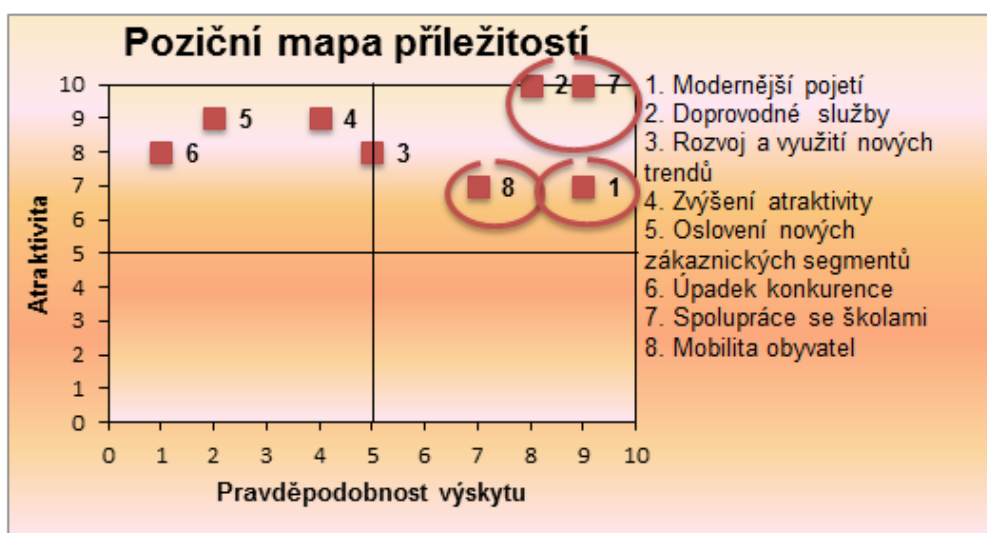 Poziční mapa příležitostí
10
9
8
7
6
5
4
3
2
1
0
Atraktivita
2
7
5
4
6
3
8
1
0 1 2 3 4 5 6 7 8 9 10
Pravděpodobnost výskytu
1. Modernější pojetí
2. Doprovodné služby
3. Rozvoj a využití nových
trendů
4. Zvýšení atraktivity
5. Oslovení nových
zákaznických segmentů
6. Úpadek konkurence
7. Spolupráce se školami
8. Mobilita obyvatel